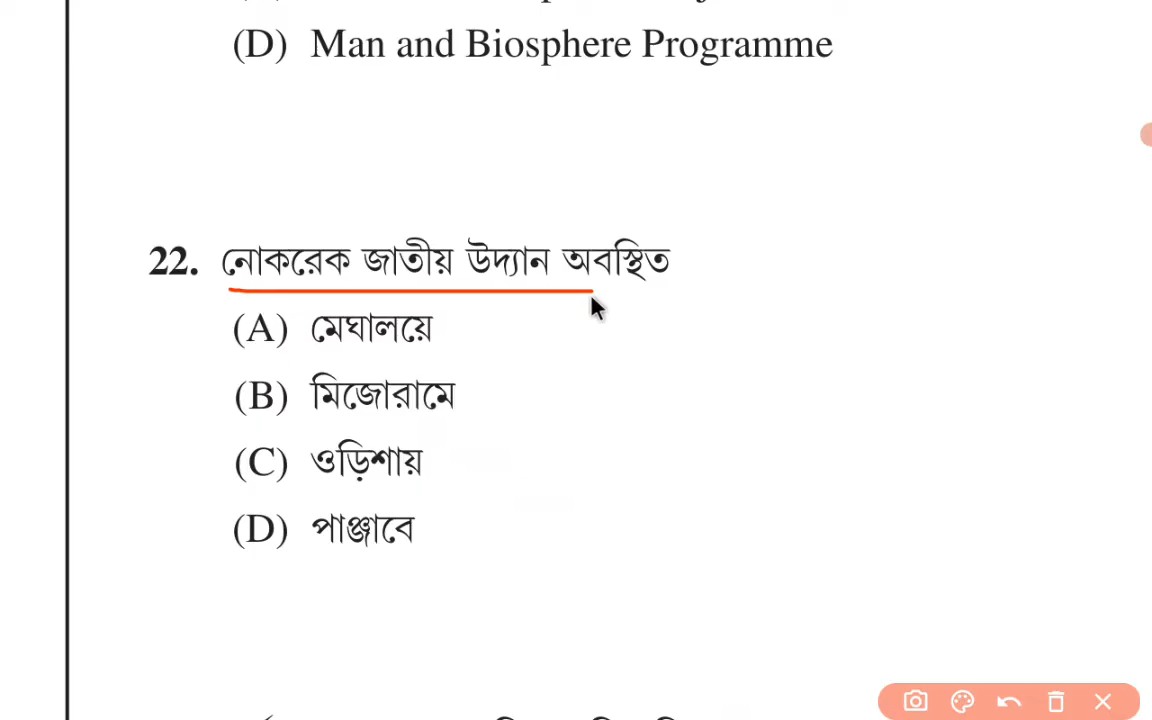 (D) Man and Biosphere Programme
22. নোকরেক জাতীয় উদ্যান অবস্থিত
(A) মেঘালয়ে
(B) মিজোরামে
(C) ওড়িশায়
(D) পাঞ্জাবে